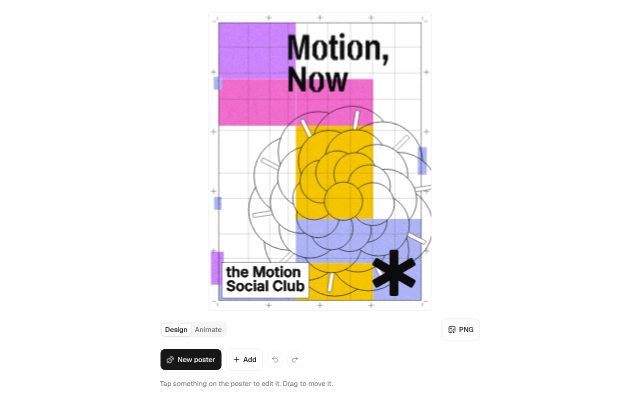 Motion,
Now
the Motion
Social Club
Design
Animate
PNG
New poster
Add
Tap something on the poster to edit it. Drag to move it.